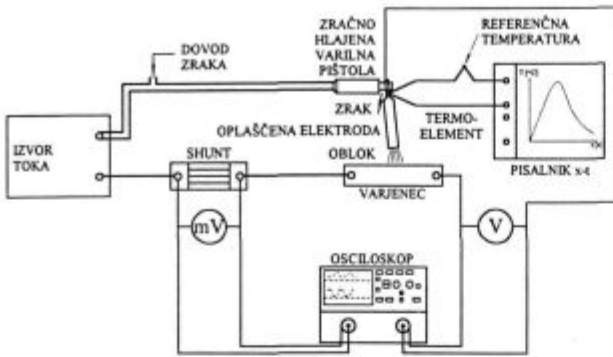 ZRAČNO
HLAJENA
VARILNA
PIŠTOLA
REFERENČNA
TEMPERATURA
DOVOD
ZRAKA
ZRAK
OPLAŠČENA ELEKTRODA
TERMO-
ELEMENT
IZVOR
TOKA
SHUNT
OBLOK
VARJENEC
PISALNIK x-t
mV
V
OSCILOSKOP